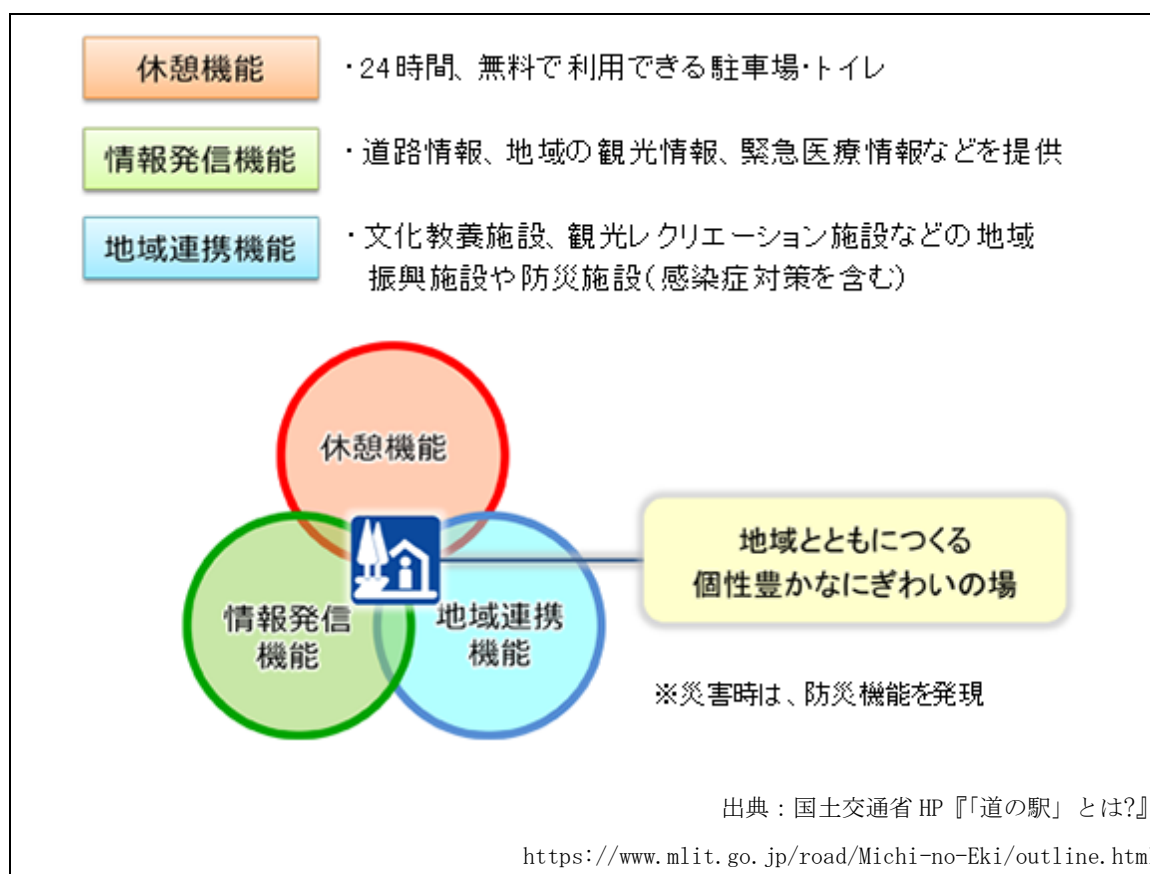 休憩機能
・24時間、無料で利用できる駐車場・トイレ
情報発信機能
・道路情報、地域の観光情報、緊急医療情報などを提供
地域連携機能
・文化教養施設、観光レクリエーション施設などの地域
振興施設や防災施設(感染症対策を含む)
休憩機能
情報発信
機能
地域連携
機能
地域とともにつくる
個性豊かなにぎわいの場
※災害時は、防災機能を発現
出典:国土交通省 HP『「道の駅」とは?』
https://www.mlit.go.jp/road/Michi-no-Eki/outline.html